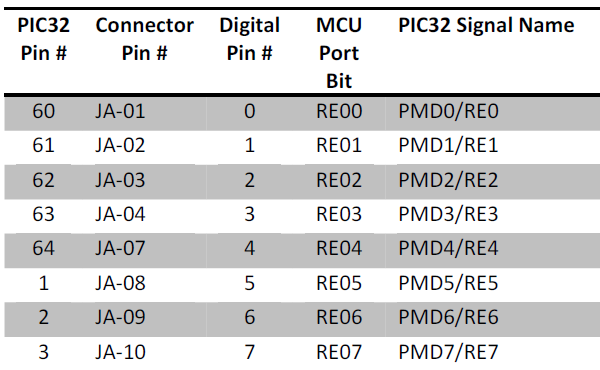 PIC32 Pin # Connector Pin # Digital Pin # MCU Port Bit PIC32 Signal Name
60 JA-01 0 RE00 PMD0/RE0
61 JA-02 1 RE01 PMD1/RE1
62 JA-03 2 RE02 PMD2/RE2
63 JA-04 3 RE03 PMD3/RE3
64 JA-07 4 RE04 PMD4/RE4
1 JA-08 5 RE05 PMD5/RE5
2 JA-09 6 RE06 PMD6/RE6
3 JA-10 7 RE07 PMD7/RE7